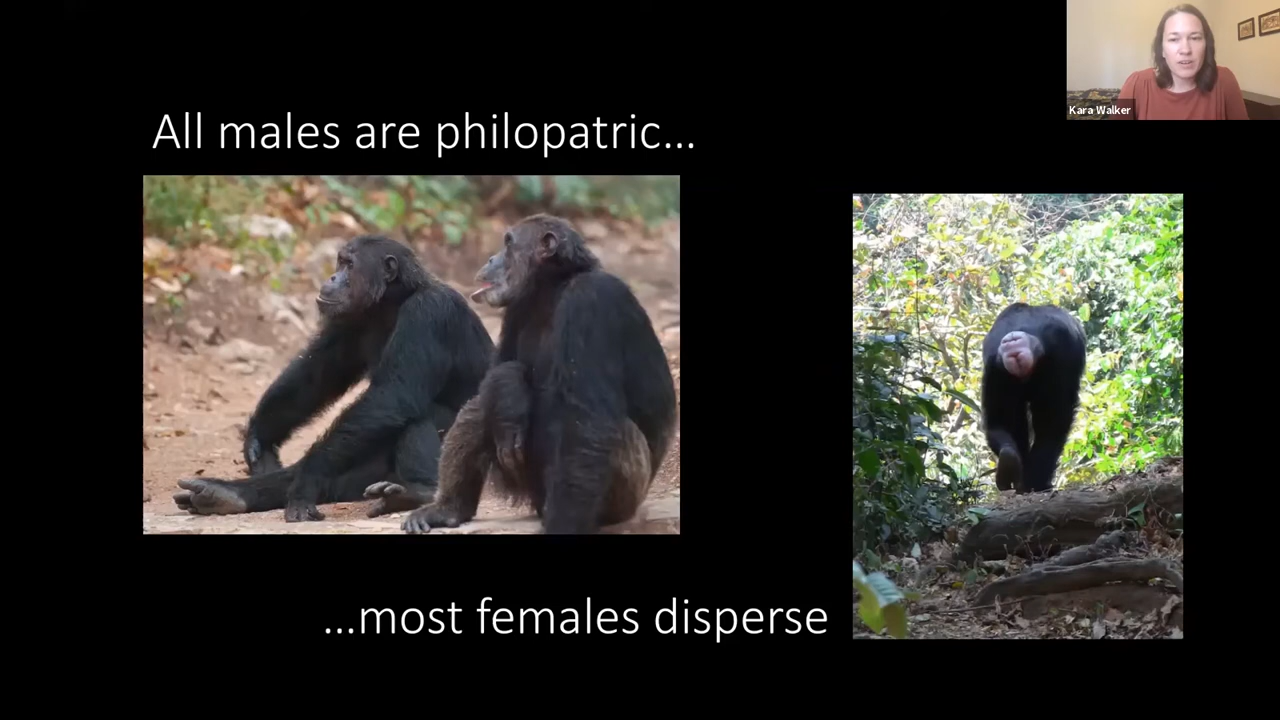 Kara Walker
All males are philopatric...
...most females disperse